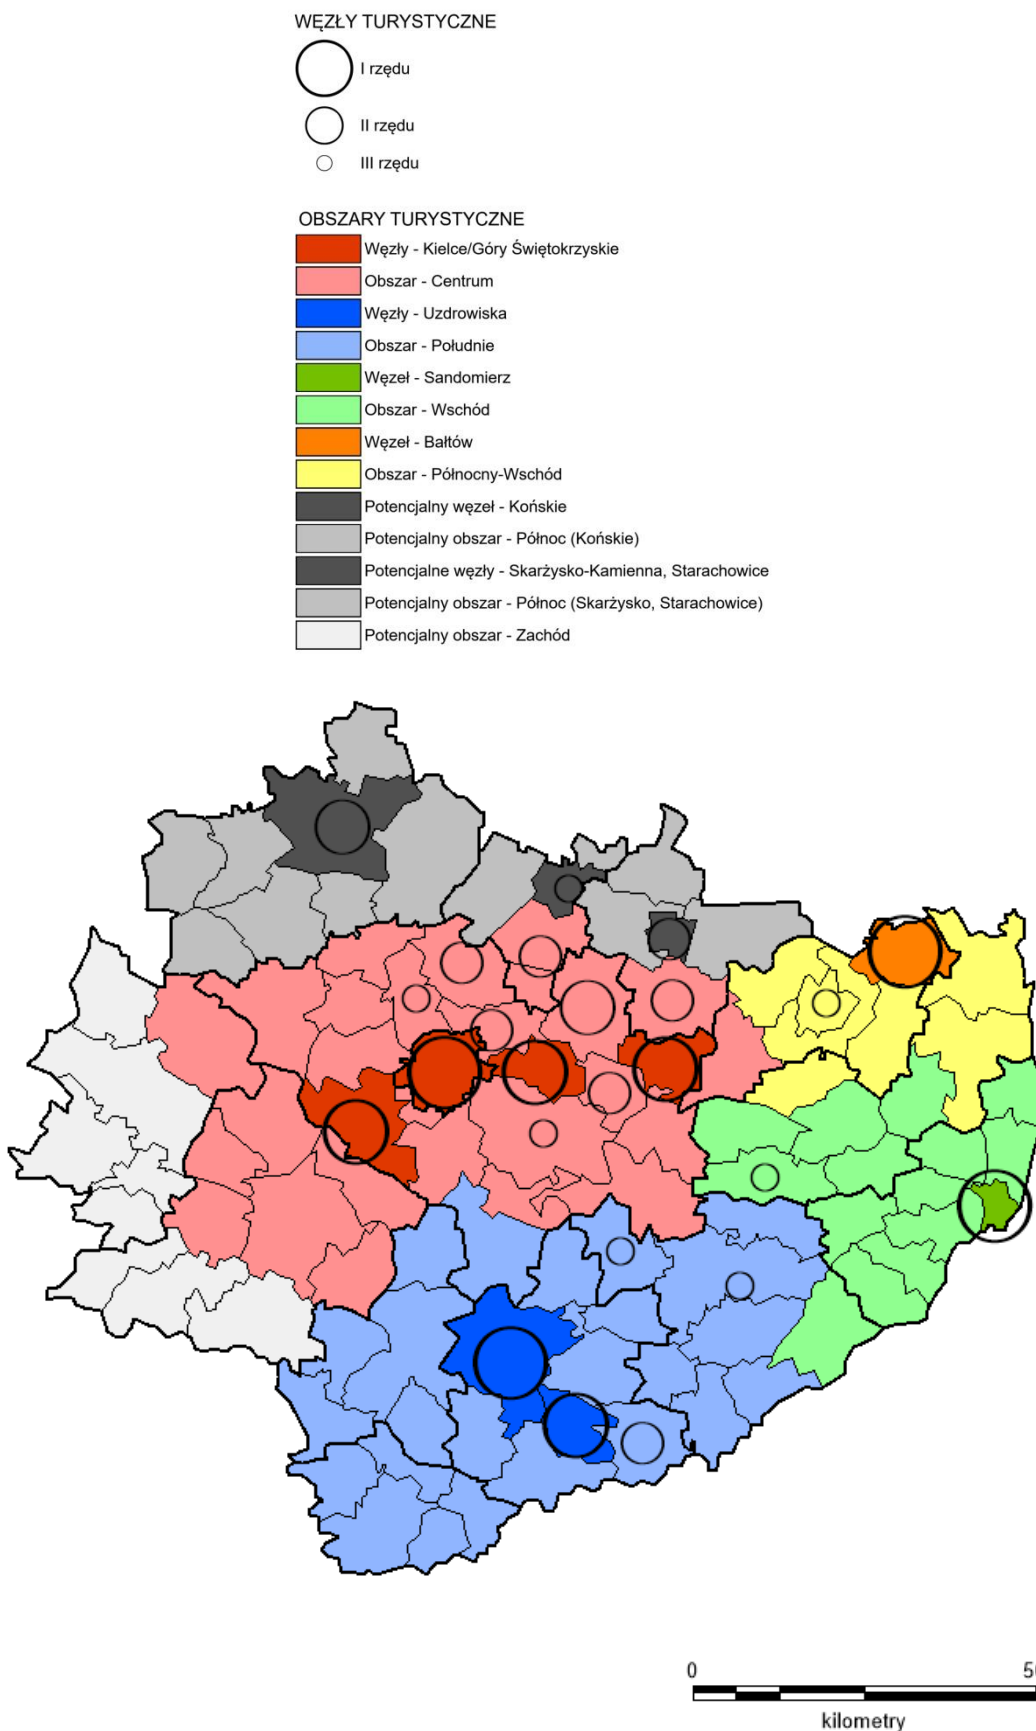 WĘZŁY TURYSTYCZNE
I rzędu
II rzędu
III rzędu
OBSZARY TURYSTYCZNE
Węzły - Kielce/Góry Świętokrzyskie
Obszar - Centrum
Węzły - Uzdrowiska
Obszar - Południe
Węzeł - Sandomierz
Obszar - Wschód
Węzeł - Bałtów
Obszar - Północny-Wschód
Potencjalny węzeł - Końskie
Potencjalny obszar - Północ (Końskie)
Potencjalne węzły - Skarżysko-Kamienna, Starachowice
Potencjalny obszar - Północ (Skarżysko, Starachowice)
Potencjalny obszar - Zachód
0
kilometry